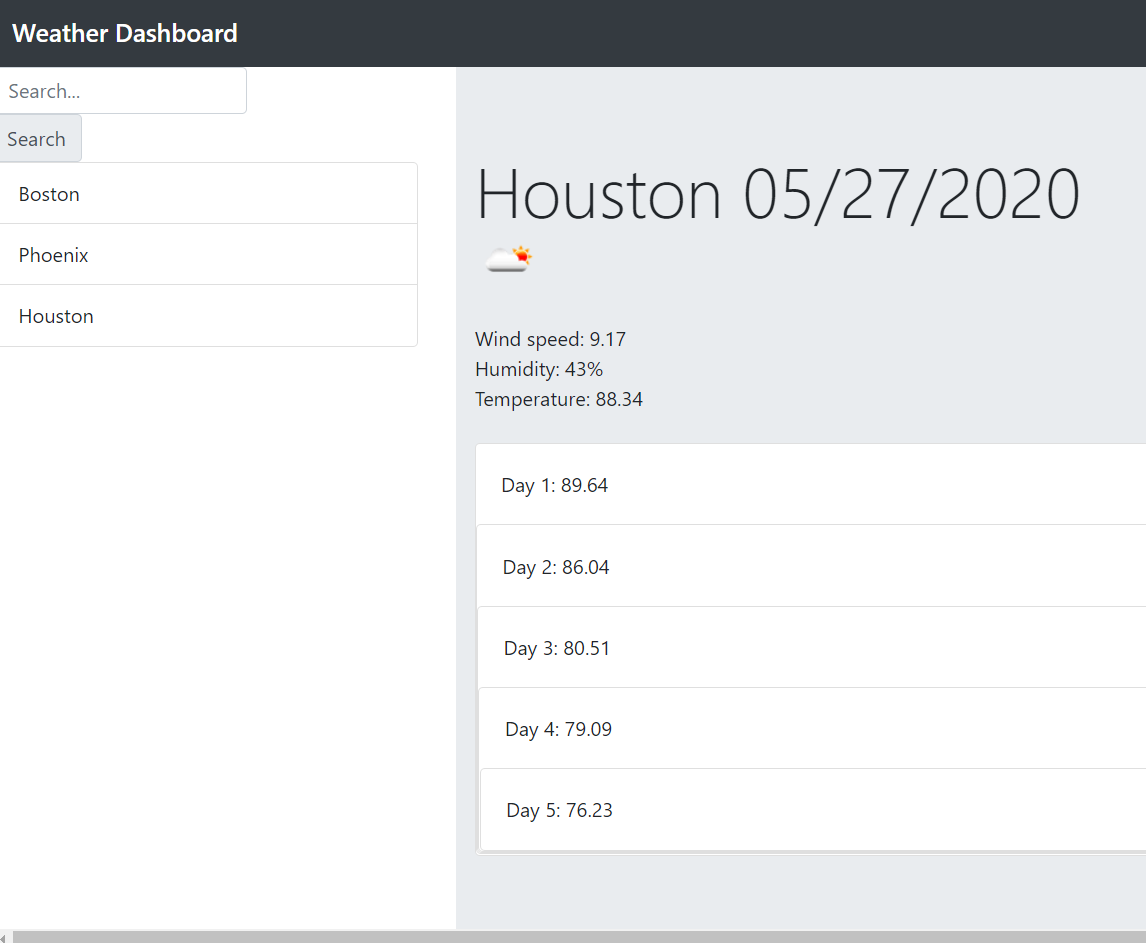 Weather Dashboard
Search...
Search
Boston
Phoenix
Houston
Houston 05/27/2020
Wind speed: 9.17
Humidity: 43%
Temperature: 88.34
Day 1: 89.64
Day 2: 86.04
Day 3: 80.51
Day 4: 79.09
Day 5: 76.23